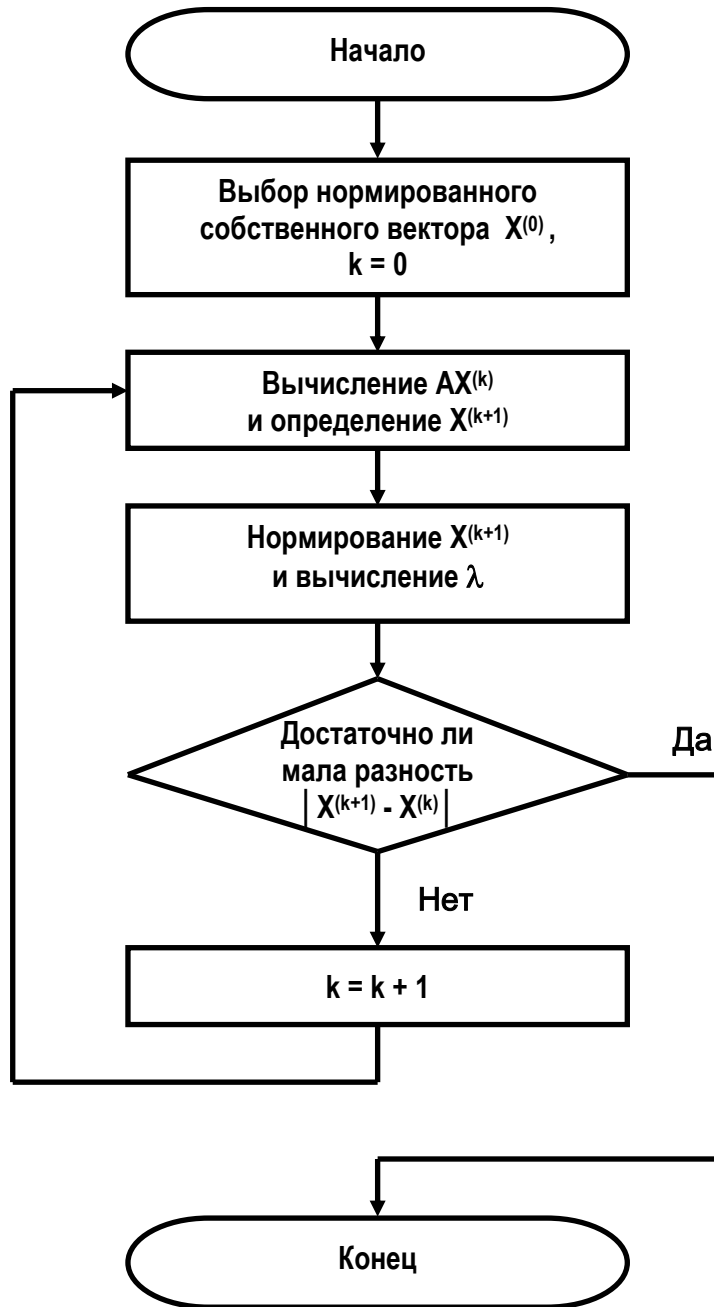 Начало
Выбор нормированного
собственного вектора X⁽⁰⁾ ,
k = 0
Вычисление AX⁽ᵏ⁾
и определение X⁽ᵏ⁺¹⁾
Нормирование X⁽ᵏ⁺¹⁾
и вычисление λ
Достаточно ли
мала разность
| X⁽ᵏ⁺¹⁾ - X⁽ᵏ⁾ |
Да
Нет
k = k + 1
Конец